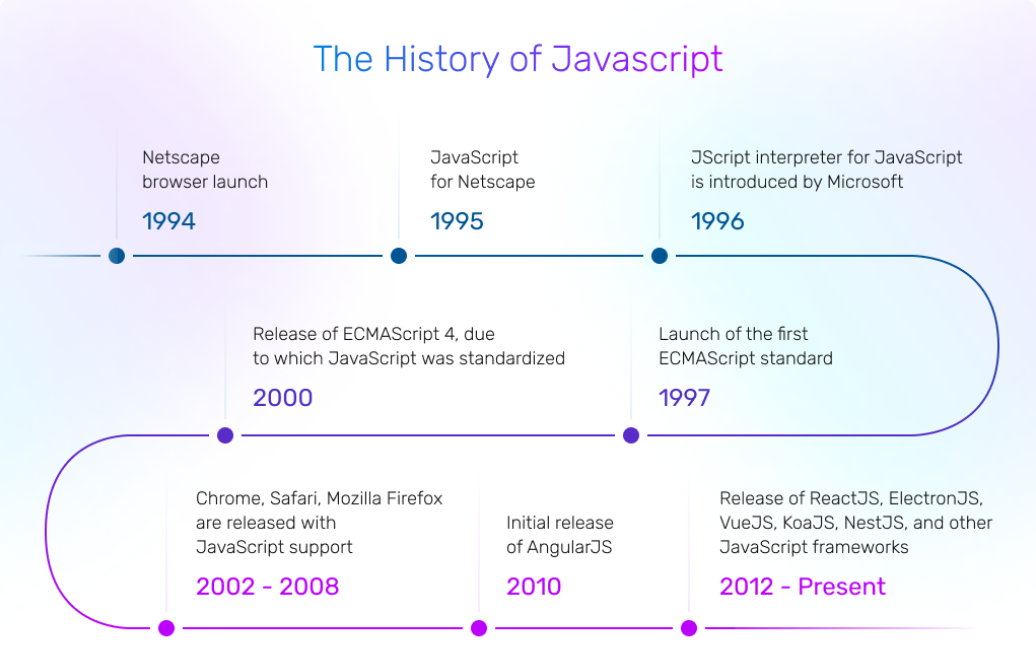 The History of Javascript
Netscape
browser launch
1994
JavaScript
for Netscape
1995
JScript interpreter for JavaScript
is introduced by Microsoft
1996
Launch of the first
ECMAScript standard
1997
Release of ECMAScript 4, due
to which JavaScript was standardized
2000
Chrome, Safari, Mozilla Firefox
are released with
JavaScript support
2002 - 2008
Initial release
of AngularJS
2010
Release of ReactJS, ElectronJS,
VueJS, KoaJS, NestJS, and other
JavaScript frameworks
2012 - Present